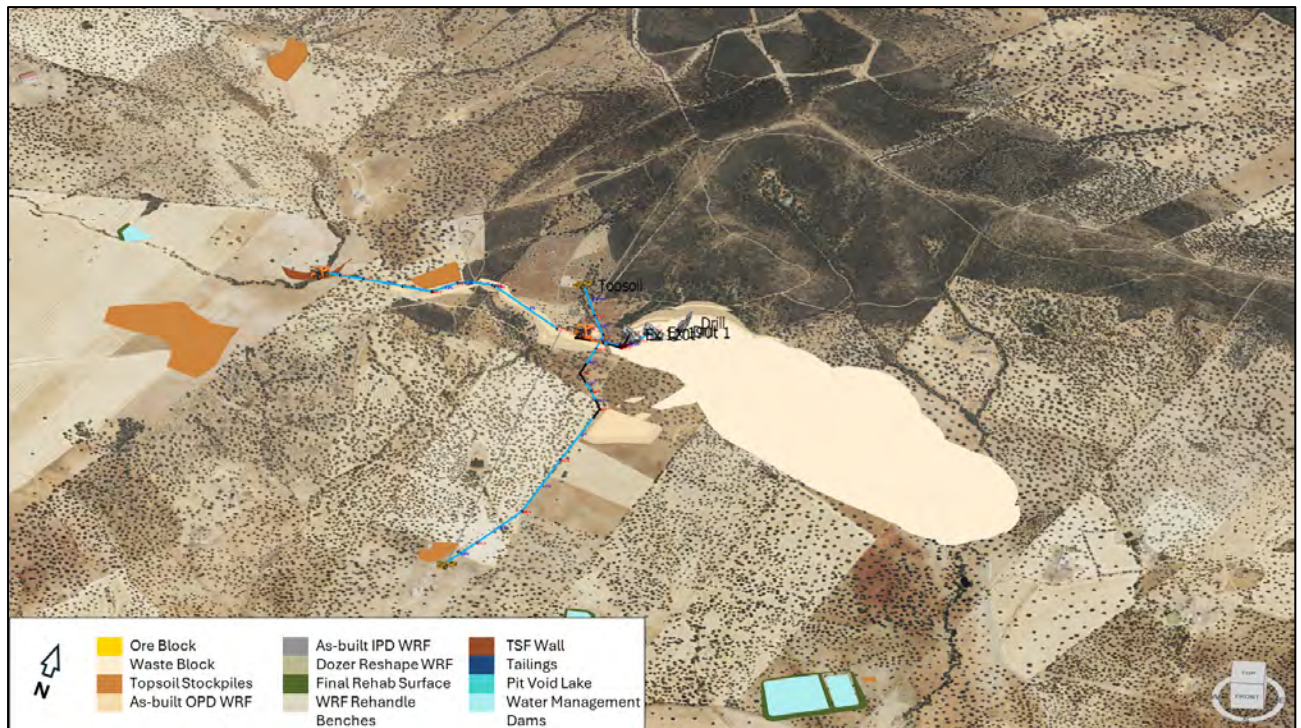 Topsoil
Drill
N
Ore Block
Waste Block
Topsoil Stockpiles
As-built OPD WRF
As-built IPD WRF
Dozer Reshape WRF
Final Rehab Surface
WRF Rehandle
Benches
TSF Wall
Tailings
Pit Void Lake
Water Management
Dams
FRONT